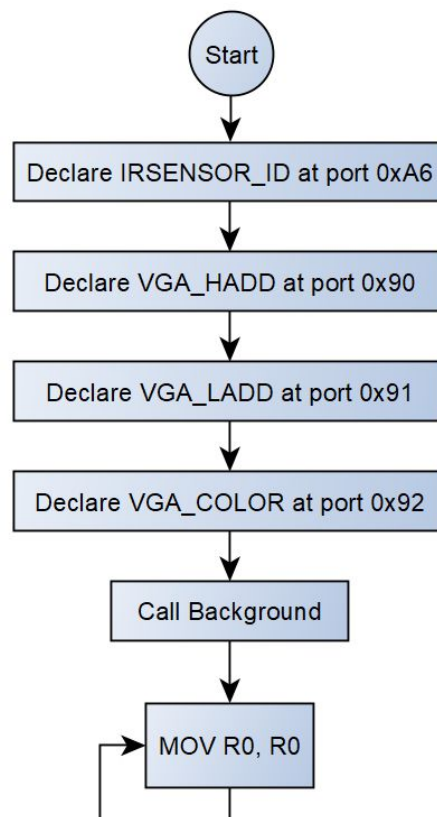 Start
Declare IRSENSOR_ID at port 0xA6
Declare VGA_HADD at port 0x90
Declare VGA_LADD at port 0x91
Declare VGA_COLOR at port 0x92
Call Background
MOV R0, R0